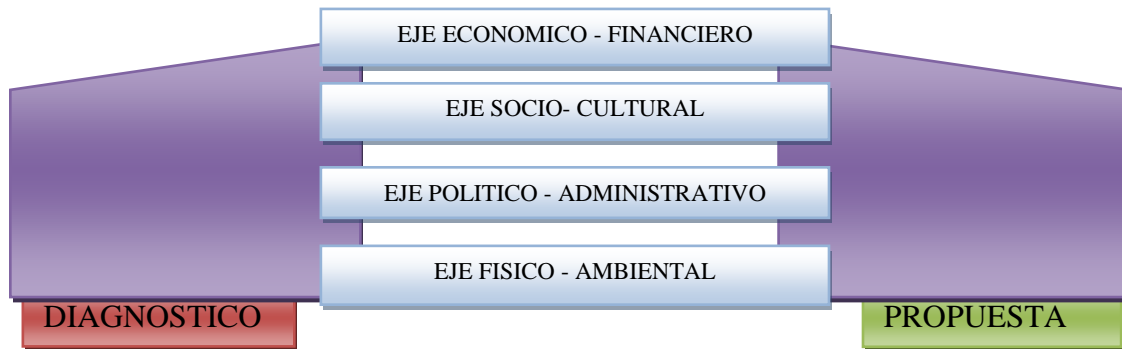 EJE ECONOMICO - FINANCIERO
EJE SOCIO- CULTURAL
EJE POLITICO - ADMINISTRATIVO
EJE FISICO - AMBIENTAL
DIAGNOSTICO
PROPUESTA